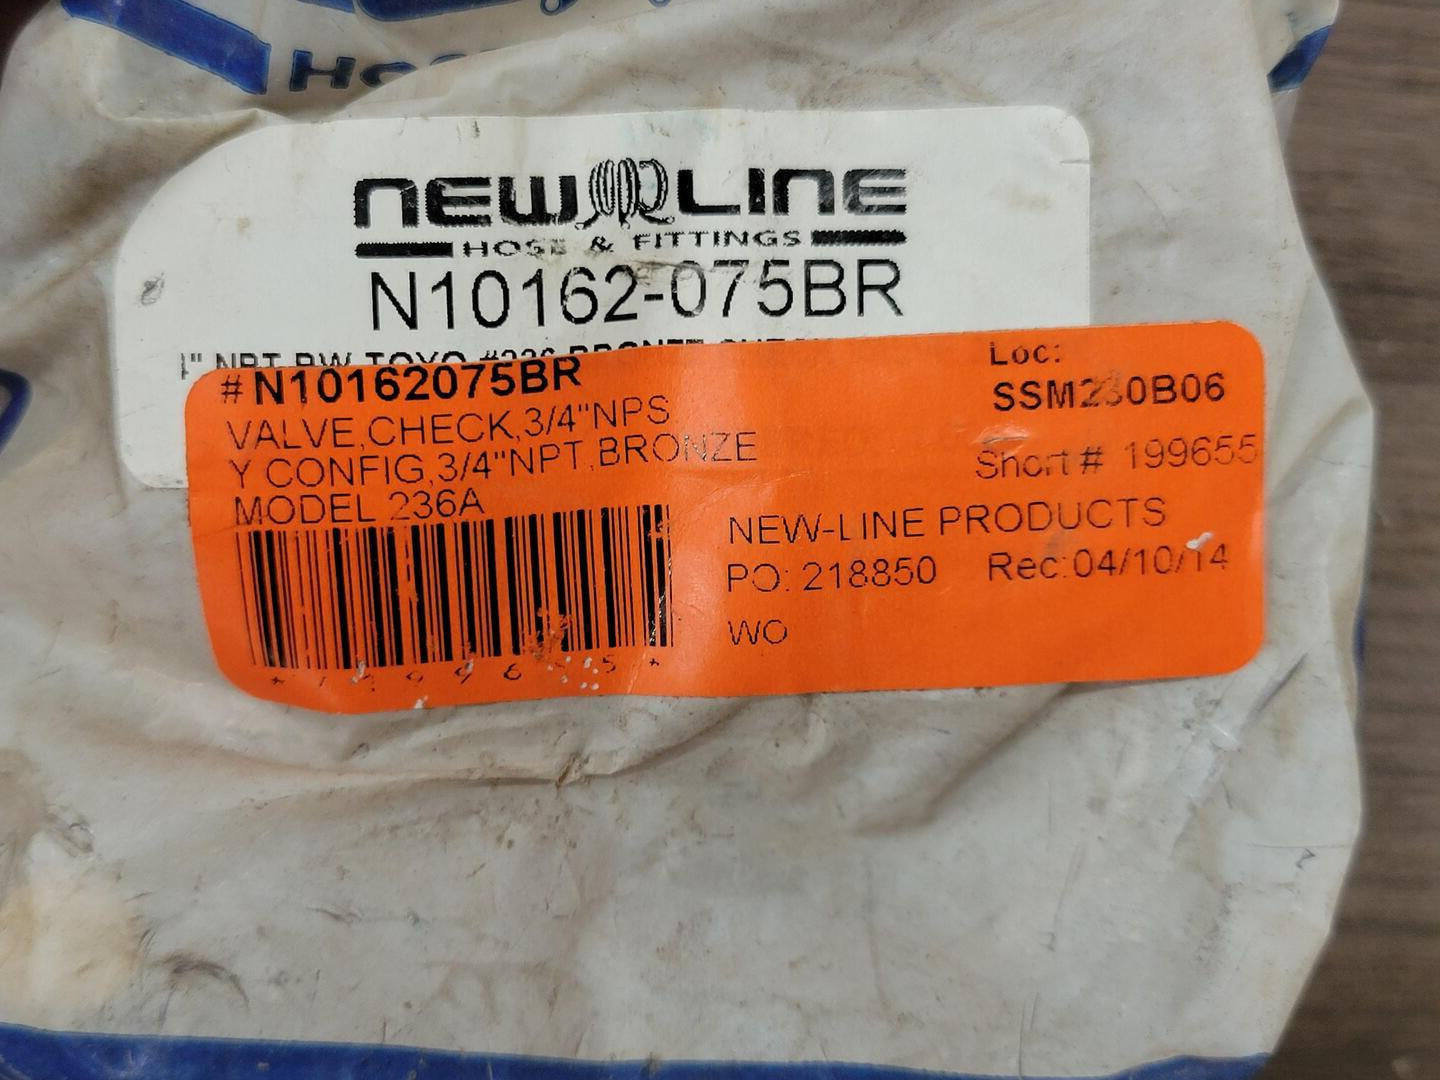 NEW LINE
HOSE & FITTINGS
N10162-075BR
#N10162075BR
VALVE,CHECK,3/4"NPS
Y CONFIG,3/4"NPT,BRONZE
MODEL 236A
Loc:
SSM230B06
Short # 199655
NEW-LINE PRODUCTS
PO: 218850 Rec:04/10/14
WO